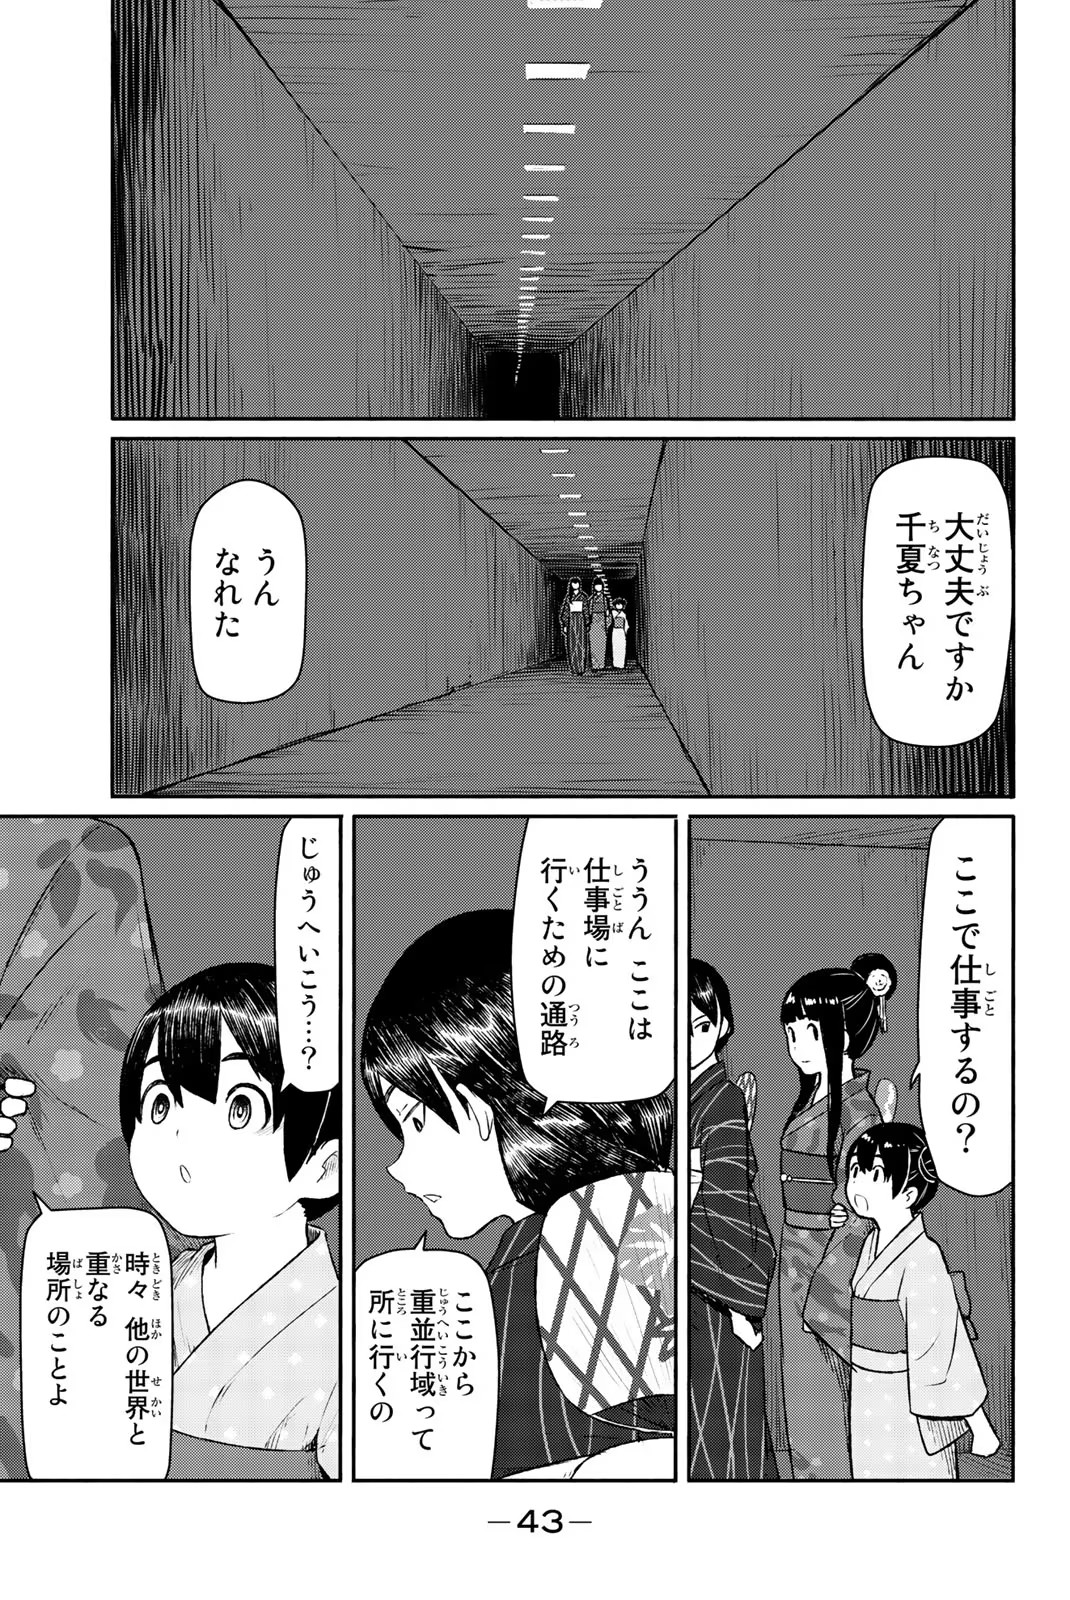 大丈夫ですか
千夏ちゃん
うん
なれた
ここで仕事するの？
ううん ここは
仕事場に
行くための通路
ここから
重並行域って
所に行くの
じゅうへいこう…？
時々 他の世界と
重なる
場所のことよ
－43－